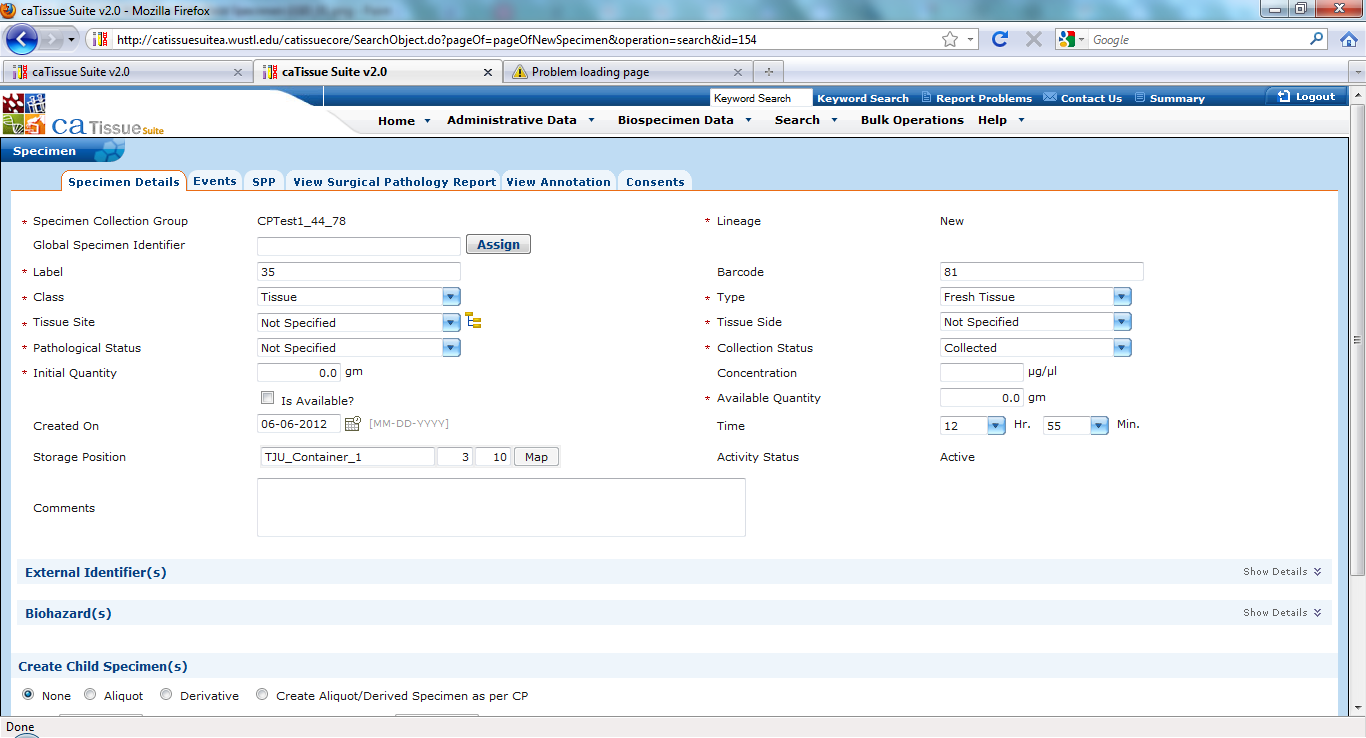 caTissue Suite v2.0 - Mozilla Firefox
http://catissuesuitea.wustl.edu/catissuecore/SearchObject.do?pageOf=pageOfNewSpecimen&operation=search&id=154
Google
caTissue Suite v2.0
caTissue Suite v2.0
Problem loading page
Keyword Search
Keyword Search
Report Problems
Contact Us
Summary
Logout
ca Tissue Suite
Home
Administrative Data
Biospecimen Data
Search
Bulk Operations
Help
Specimen
Specimen Details
Events
SPP
View Surgical Pathology Report
View Annotation
Consents
* Specimen Collection Group CPTest1_44_78
* Lineage New
Global Specimen Identifier Assign
* Label 35
Barcode 81
* Class Tissue
* Type Fresh Tissue
* Tissue Site Not Specified
* Tissue Side Not Specified
* Pathological Status Not Specified
* Collection Status Collected
* Initial Quantity 0.0 gm
Concentration µg/µl
Is Available?
* Available Quantity 0.0 gm
Created On 06-06-2012 [MM-DD-YYYY]
Time 12 Hr. 55 Min.
Storage Position TJU_Container_1 3 10 Map
Activity Status Active
Comments
External Identifier(s) Show Details
Biohazard(s) Show Details
Create Child Specimen(s)
None Aliquot Derivative Create Aliquot/Derived Specimen as per CP
Done